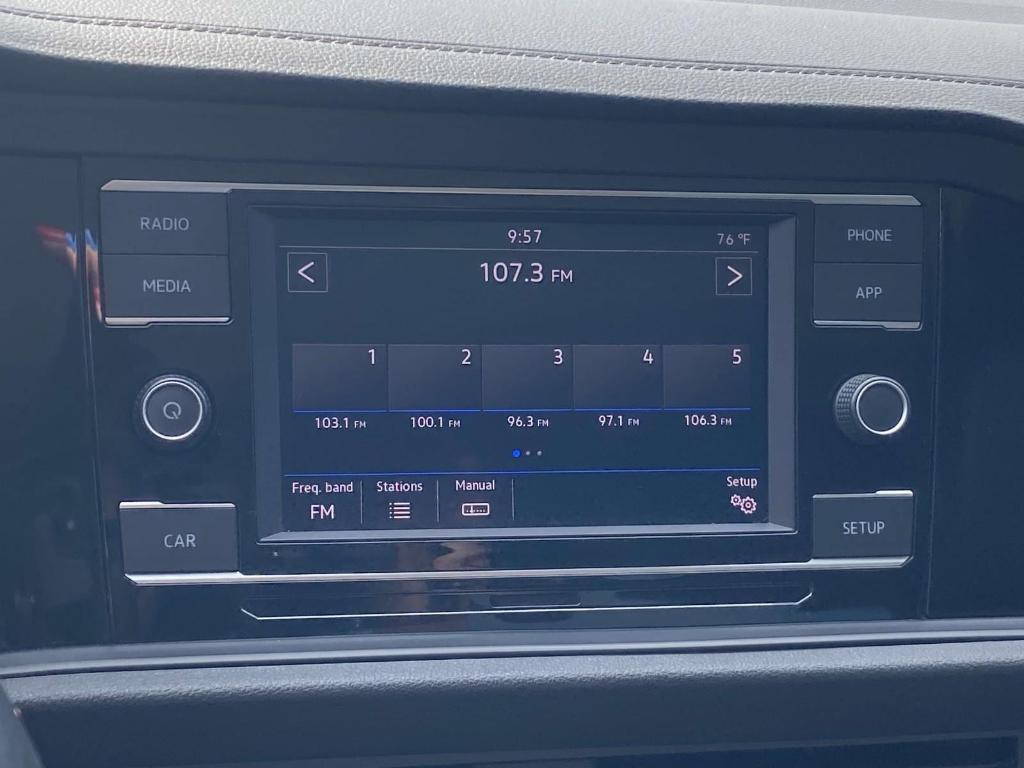 RADIO
MEDIA
9:57
76 °F
<
107.3 FM
>
1 2 3 4 5
103.1 FM 100.1 FM 96.3 FM 97.1 FM 106.3 FM
Freq. band Stations Manual Setup
FM
PHONE
APP
CAR
SETUP